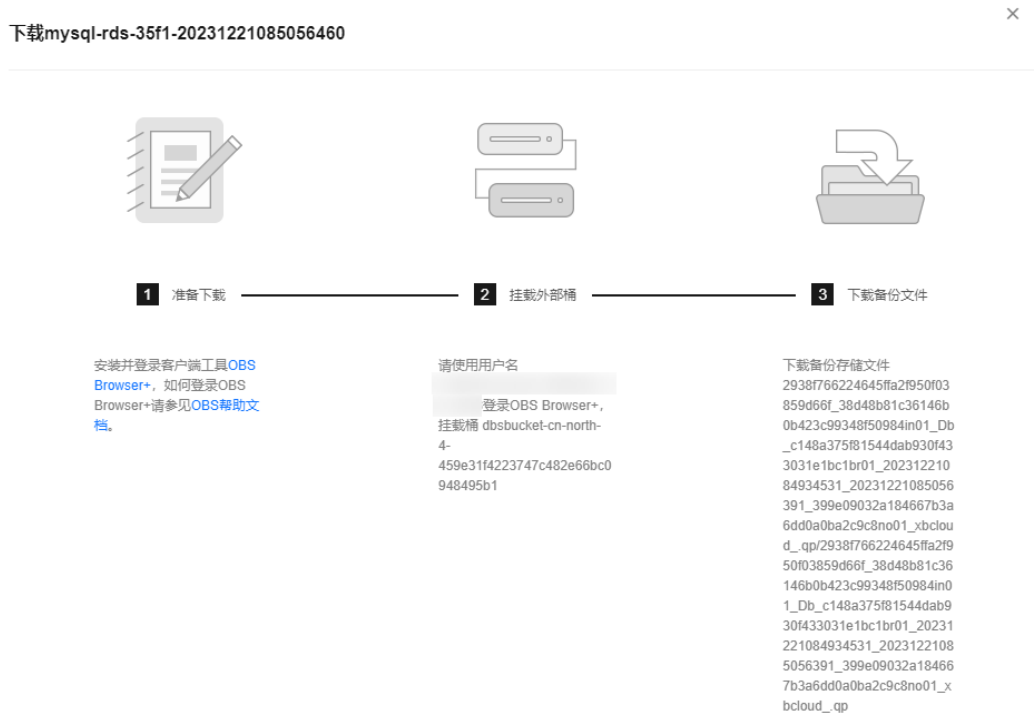 下载mysql-rds-35f1-20231221085056460
1 准备下载
2 挂载外部桶
3 下载备份文件
安装并登录客户端工具OBS
Browser+，如何登录OBS
Browser+请参见OBS帮助文
档。
请使用用户名
登录OBS Browser+，
挂载桶 dbsbucket-cn-north-
4-
459e31f4223747c482e66bc0
948495b1
下载备份存储文件
2938f766224645ffa2f950f03
859d66f_38d48b81c36146b
0b423c99348f50984in01_Db
_c148a375f81544dab930f43
3031e1bc1br01_202312210
84934531_20231221085056
391_399e09032a184667b3a
6dd0a0ba2c9c8no01_xbclou
d_.qp/2938f766224645ffa2f9
50f03859d66f_38d48b81c36
146b0b423c99348f50984in0
1_Db_c148a375f81544dab9
30f433031e1bc1br01_20231
221084934531_2023122108
5056391_399e09032a18466
7b3a6dd0a0ba2c9c8no01_x
bcloud_.qp